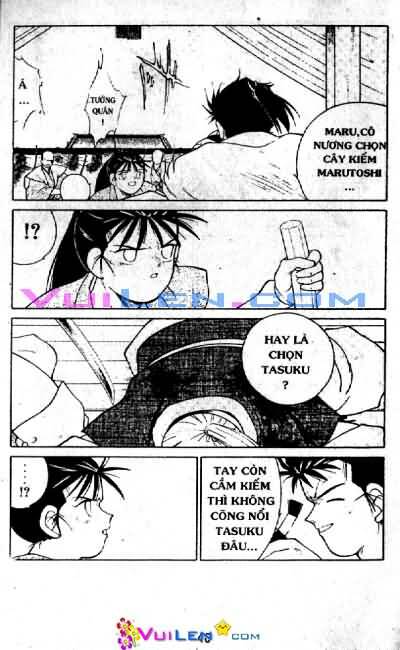 MARU,CÔ
NƯƠNG CHỌN
CÂY KIẾM
MARUTOSHI
...
TƯỚNG
QUÂN
!
À
...
!?
VUILEN.COM
HAY LÀ
CHỌN
TASUKU
?
TAY CÒN
CẦM KIẾM
THÌ KHÔNG
CÕNG NỔI
TASUKU
ĐÂU...
......
!?
VUILEN
.COM